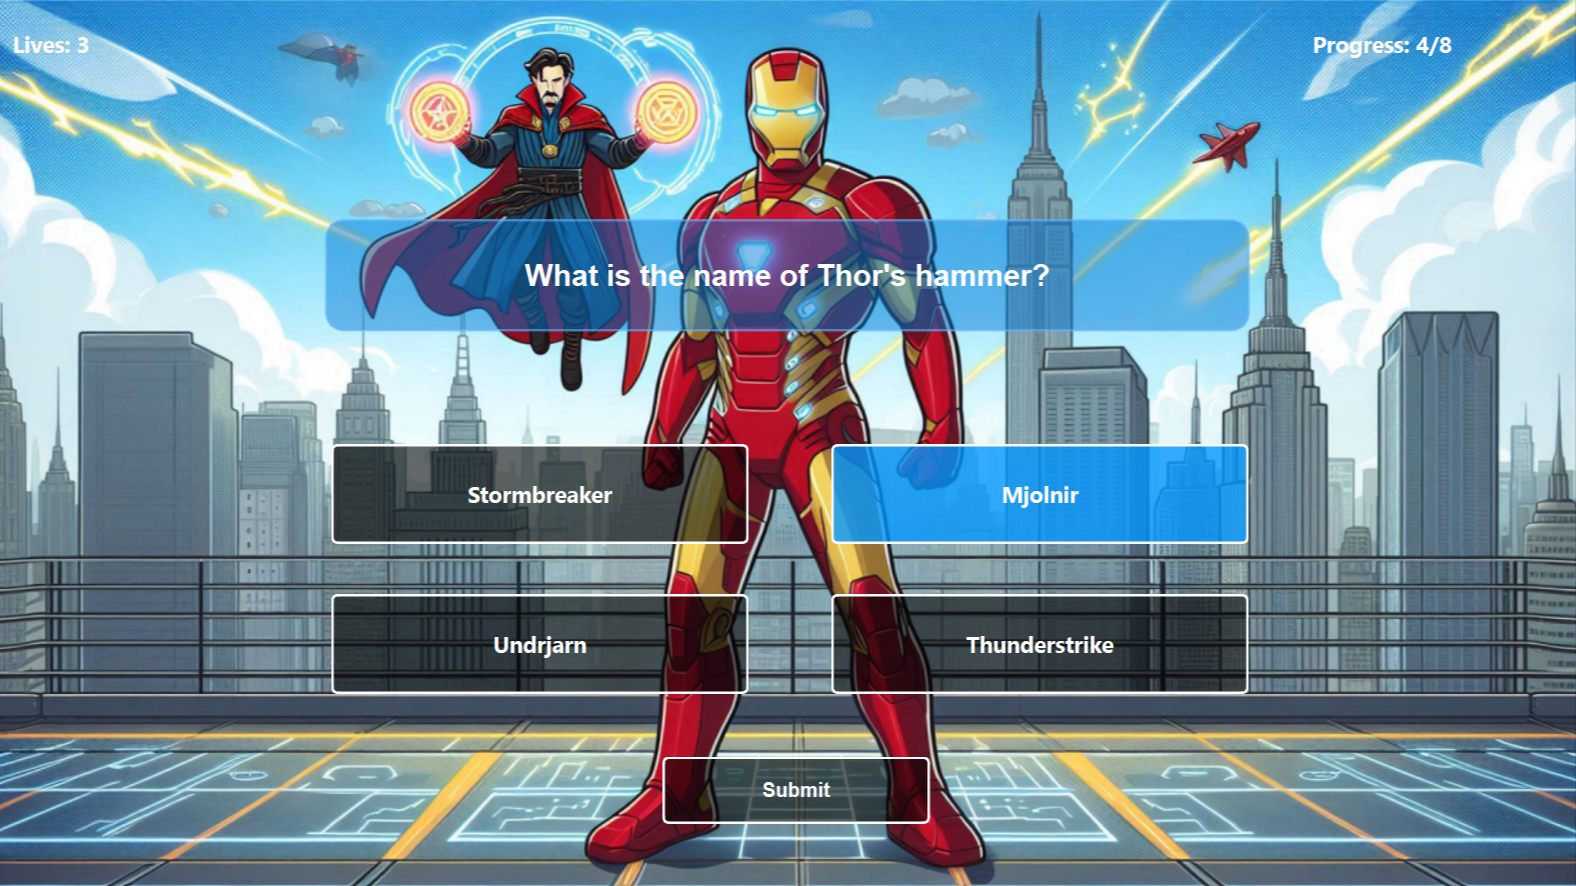 Lives: 3
Progress: 4/8
What is the name of Thor's hammer?
Stormbreaker
Mjolnir
Undrjarn
Thunderstrike
Submit